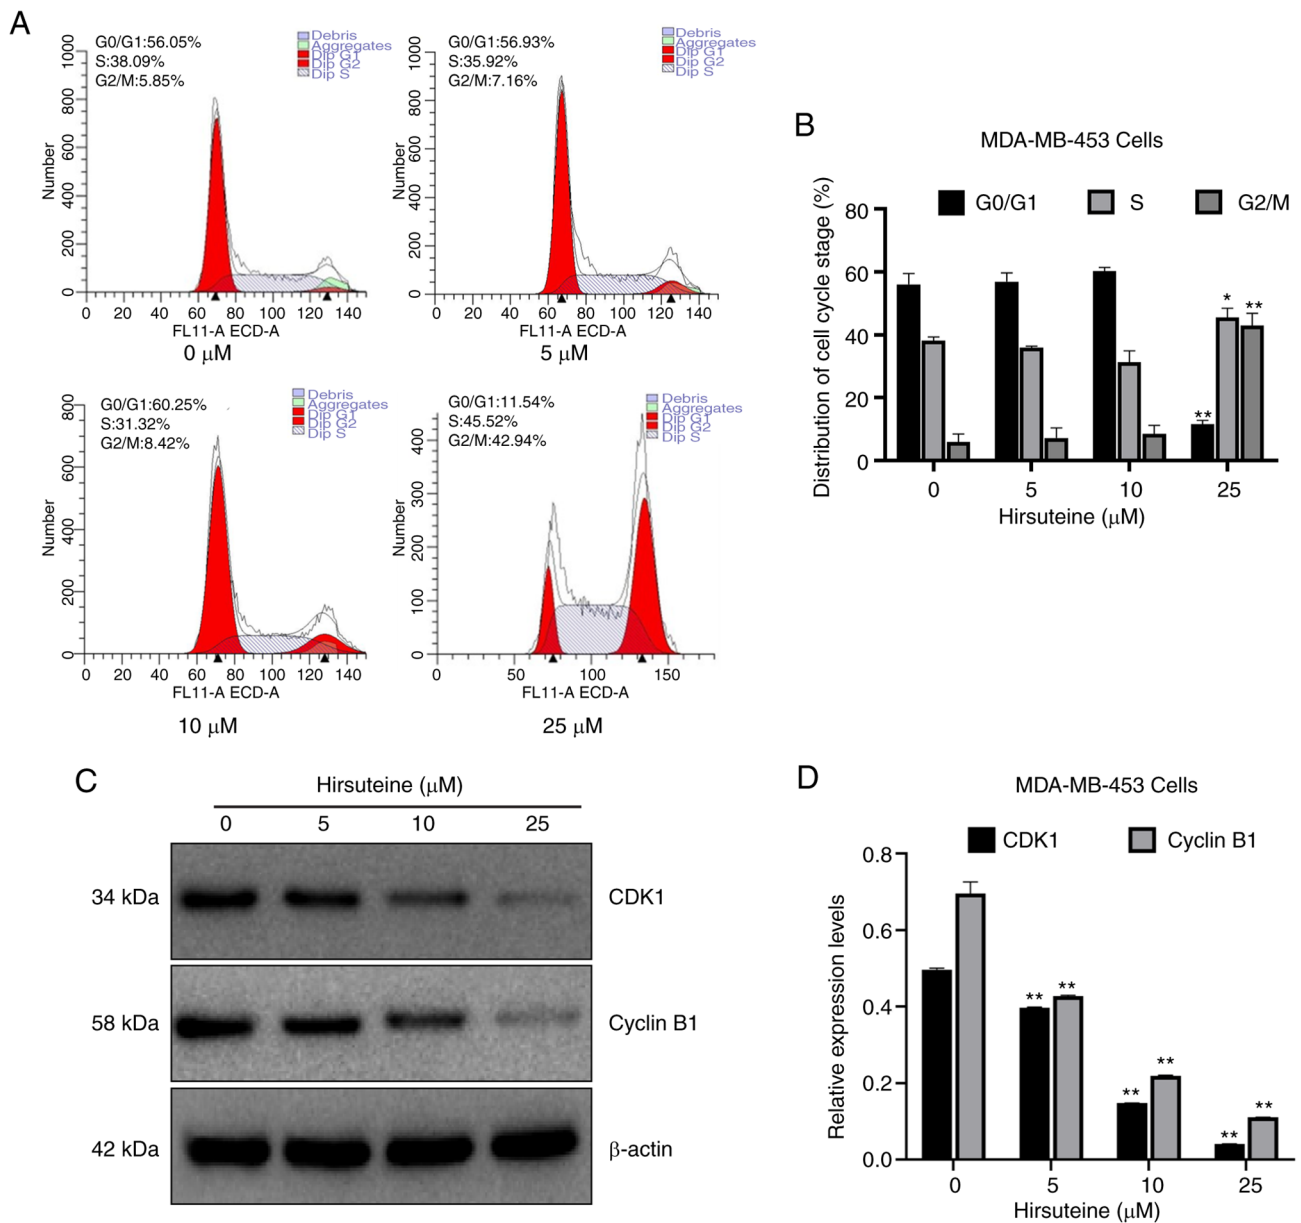 A
G0/G1:56.05%
S:38.09%
G2/M:5.85%
Debris
Aggregates
Dip G1
Dip G2
Dip S
Number
1000
800
600
400
200
0
0 20 40 60 80 100 120 140
FL11-A ECD-A
0 μM
G0/G1:56.93%
S:35.92%
G2/M:7.16%
Debris
Aggregates
Dip G1
Dip G2
Dip S
Number
1000
800
600
400
200
0
0 20 40 60 80 100 120 140
FL11-A ECD-A
5 μM
G0/G1:60.25%
S:31.32%
G2/M:8.42%
Debris
Aggregates
Dip G1
Dip G2
Dip S
Number
800
600
400
200
0
0 20 40 60 80 100 120 140
FL11-A ECD-A
10 μM
G0/G1:11.54%
S:45.52%
G2/M:42.94%
Debris
Aggregates
Dip G1
Dip G2
Dip S
Number
400
300
200
100
0
50 100 150
FL11-A ECD-A
25 μM
B
MDA-MB-453 Cells
G0/G1 S G2/M
Distribution of cell cycle stage (%)
80
60
40
20
0
** * **
0 5 10 25
Hirsuteine (μM)
C
Hirsuteine (μM)
0 5 10 25
34 kDa CDK1
58 kDa Cyclin B1
42 kDa β-actin
D
MDA-MB-453 Cells
CDK1 Cyclin B1
Relative expression levels
0.8
0.6
0.4
0.2
0.0
** **
** **
** **
0 5 10 25
Hirsuteine (μM)